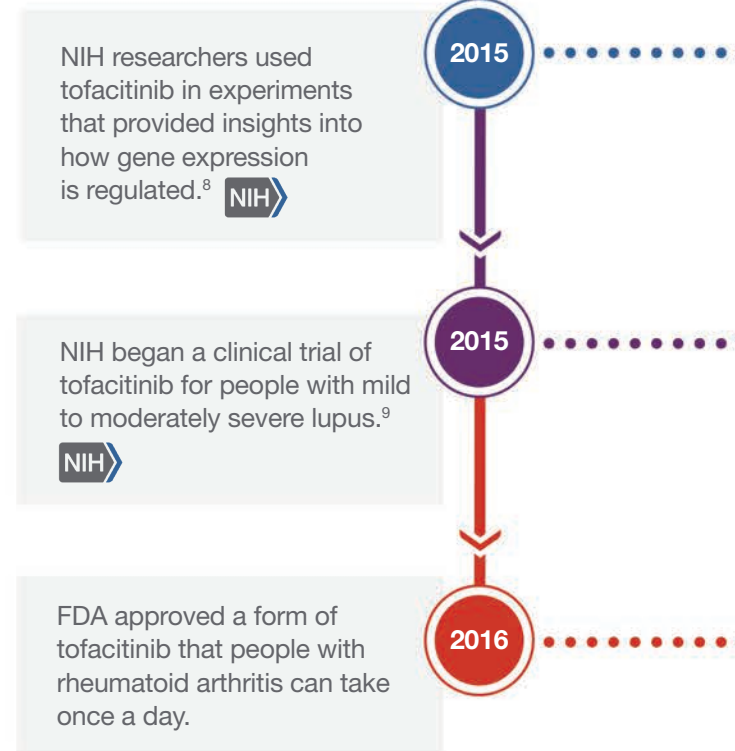 2015
NIH researchers used
tofacitinib in experiments
that provided insights into
how gene expression
is regulated.⁸ NIH
2015
NIH began a clinical trial of
tofacitinib for people with mild
to moderately severe lupus.⁹
NIH
2016
FDA approved a form of
tofacitinib that people with
rheumatoid arthritis can take
once a day.